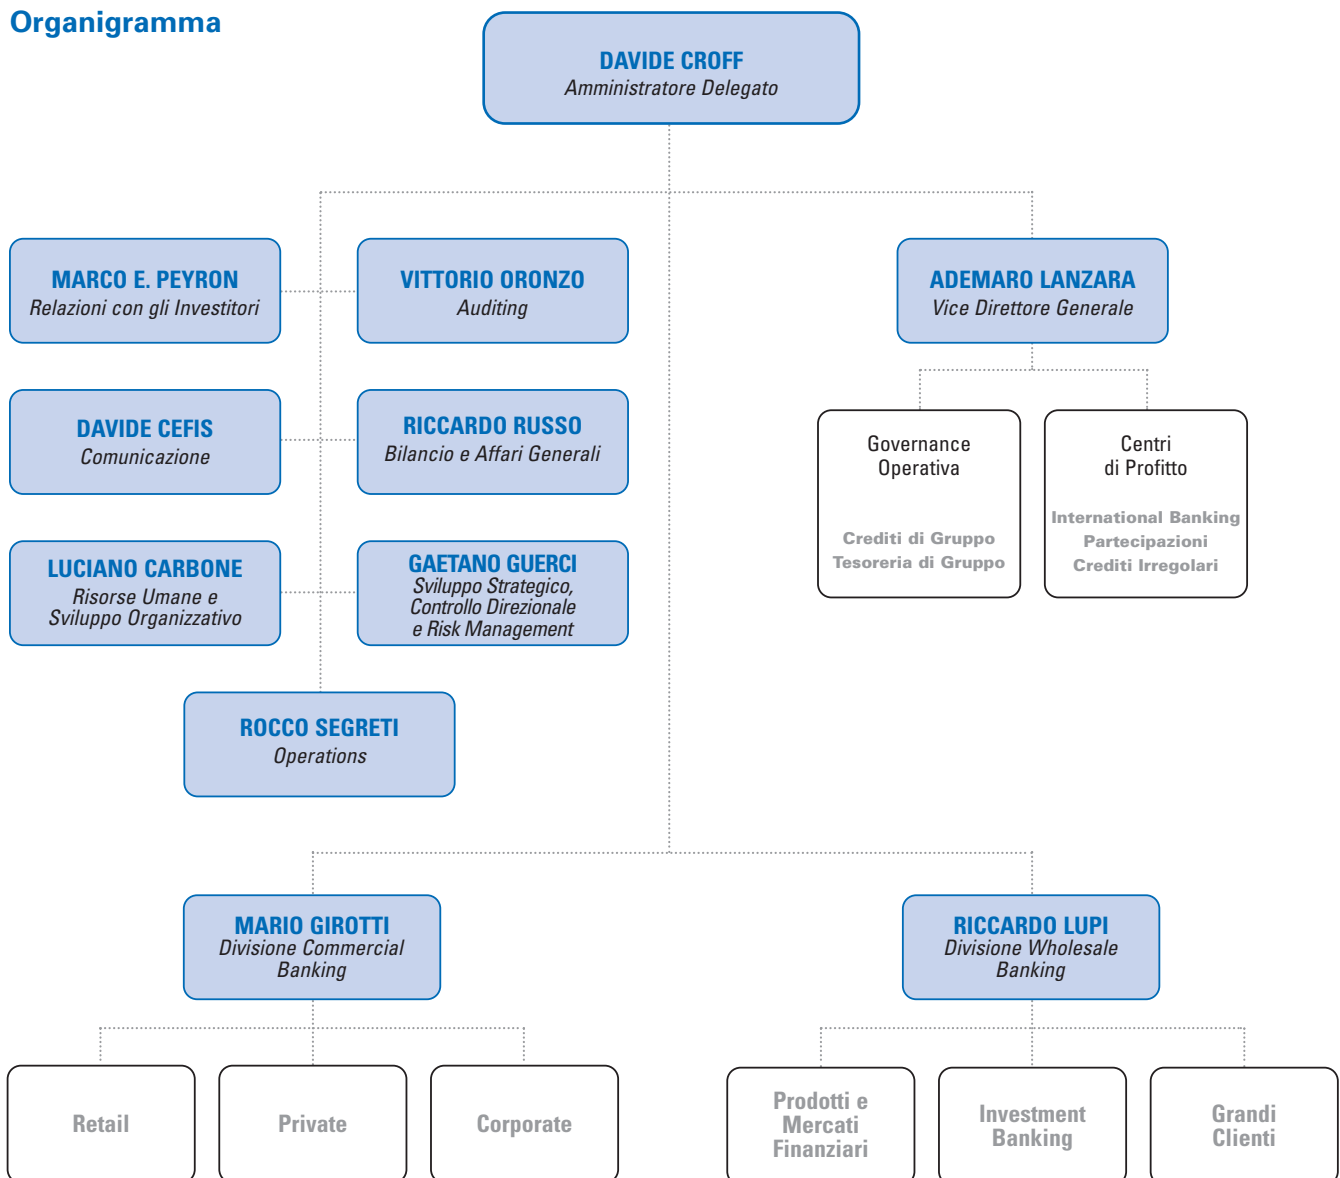 Organigramma
DAVIDE CROFF
Amministratore Delegato
MARCO E. PEYRON
Relazioni con gli Investitori
VITTORIO ORONZO
Auditing
ADEMARO LANZARA
Vice Direttore Generale
DAVIDE CEFIS
Comunicazione
RICCARDO RUSSO
Bilancio e Affari Generali
Governance
Operativa
Crediti di Gruppo
Tesoreria di Gruppo
Centri
di Profitto
International Banking
Partecipazioni
Crediti Irregolari
LUCIANO CARBONE
Risorse Umane e
Sviluppo Organizzativo
GAETANO GUERCI
Sviluppo Strategico,
Controllo Direzionale
e Risk Management
ROCCO SEGRETI
Operations
MARIO GIROTTI
Divisione Commercial
Banking
RICCARDO LUPI
Divisione Wholesale
Banking
Retail
Private
Corporate
Prodotti e
Mercati
Finanziari
Investment
Banking
Grandi
Clienti